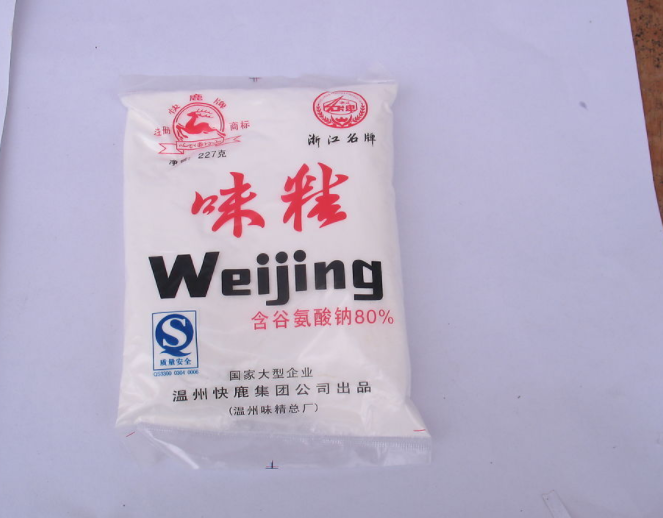 快鹿牌
注册 商标
净含量 227克
浙江名牌
味精
Weijing
含谷氨酸钠80%
质量安全
国家大型企业
温州快鹿集团公司出品
(温州味精总厂)